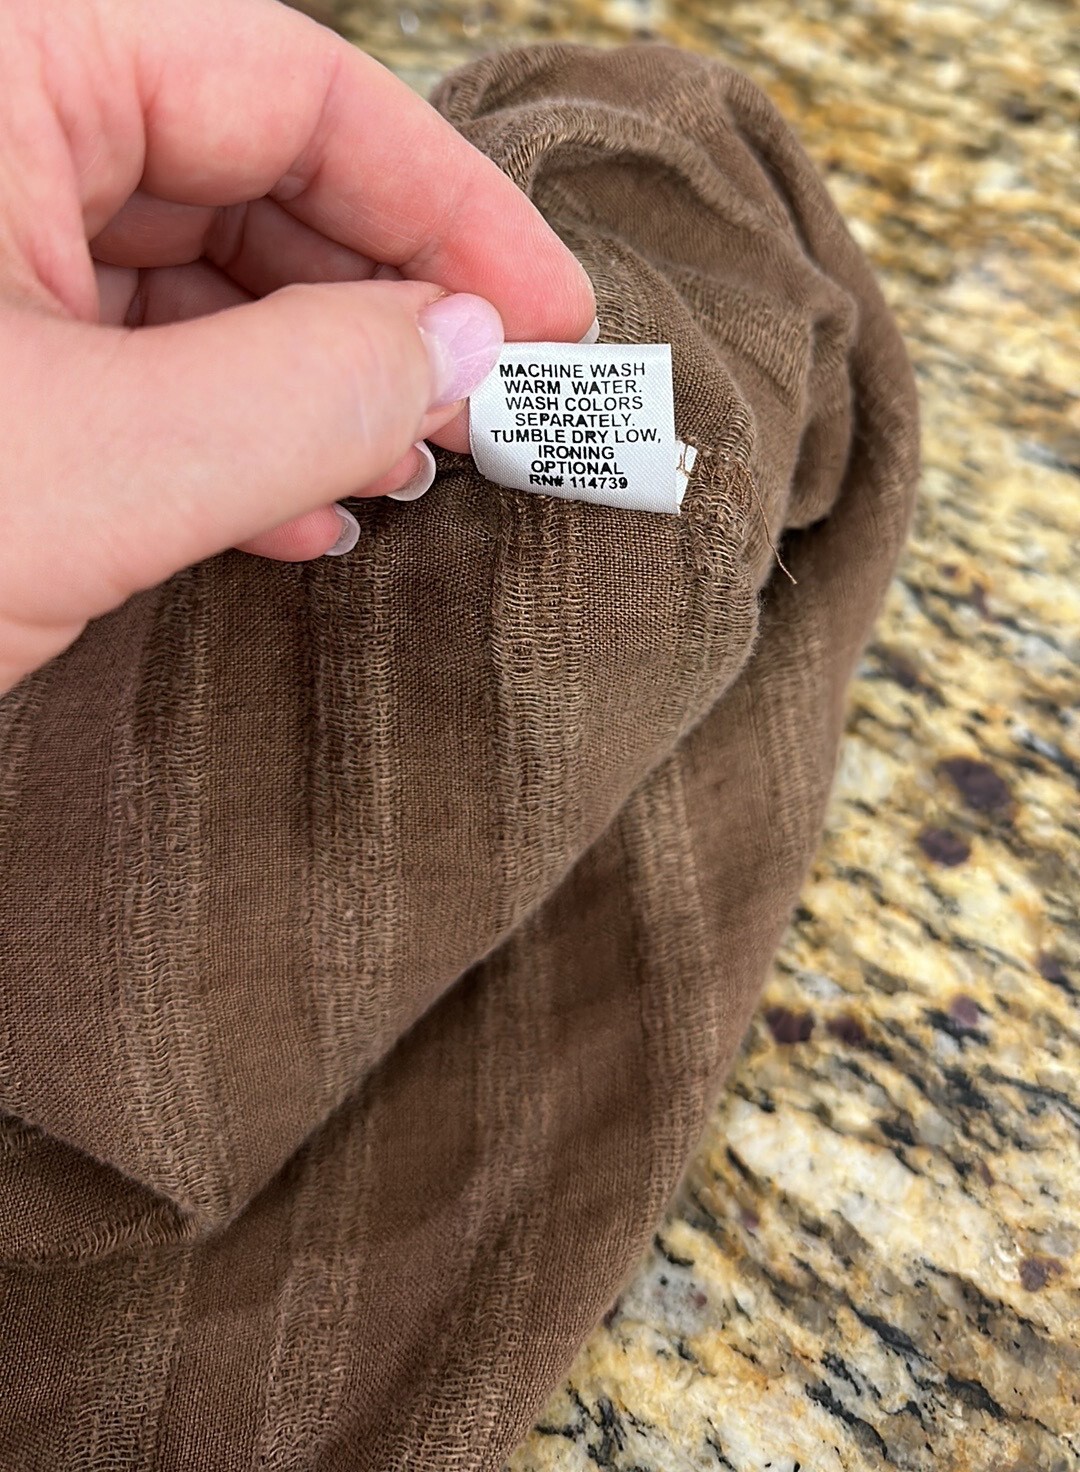 MACHINE WASH
WARM WATER.
WASH COLORS
SEPARATELY.
TUMBLE DRY LOW,
IRONING
OPTIONAL
RN# 114739